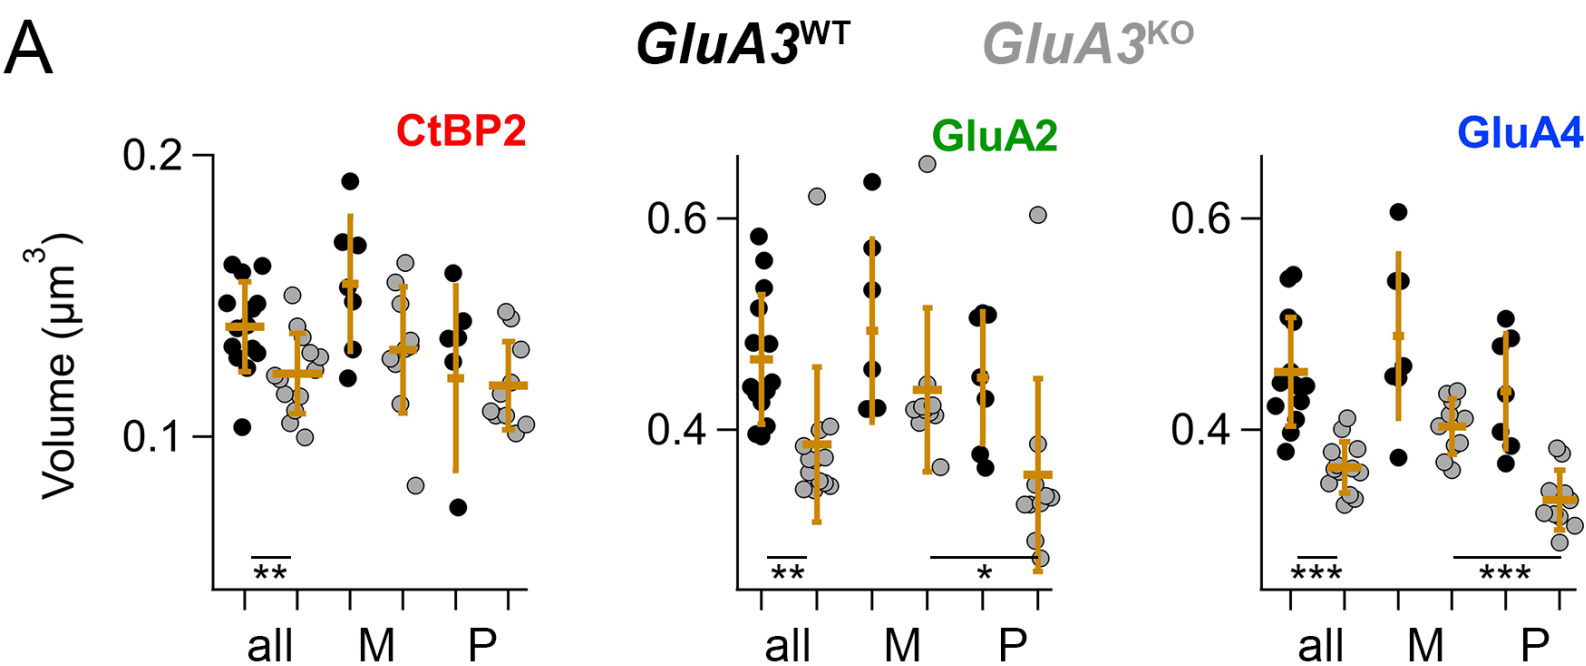 A
GluA3WT GluA3KO
CtBP2 GluA2 GluA4
Volume (µm3)
0.2
0.1
0.6
0.4
0.6
0.4
** ** * *** ***
all M P all M P all M P